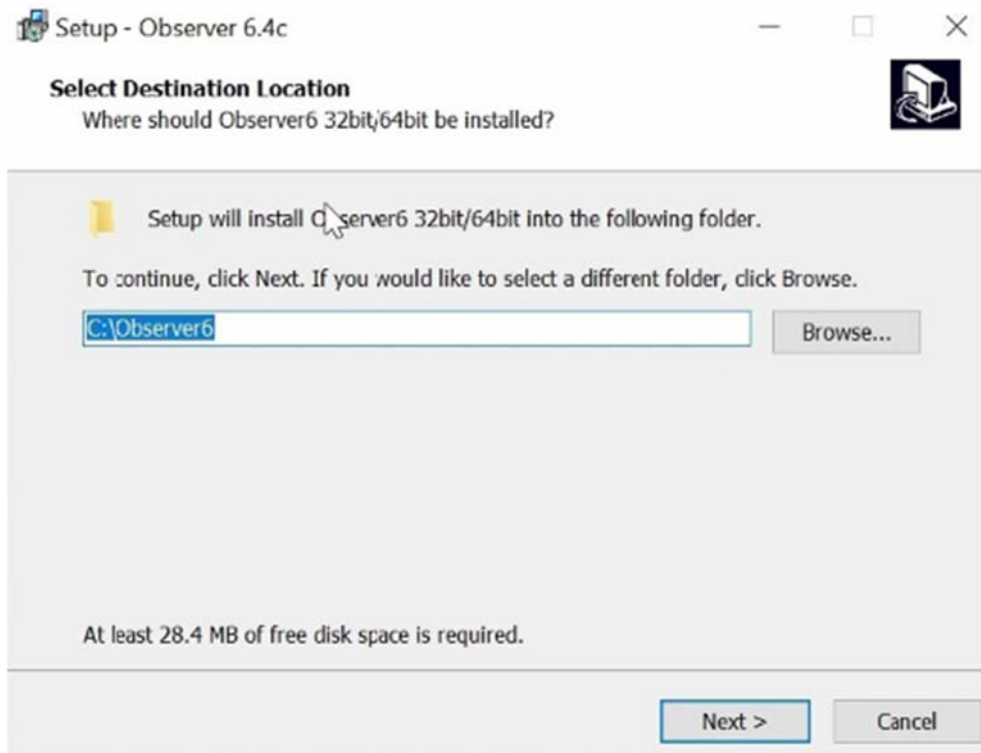 Setup - Observer 6.4c
Select Destination Location
Where should Observer6 32bit/64bit be installed?
Setup will install Observer6 32bit/64bit into the following folder.
To continue, click Next. If you would like to select a different folder, click Browse.
C:\Observer6
Browse...
At least 28.4 MB of free disk space is required.
Next >
Cancel